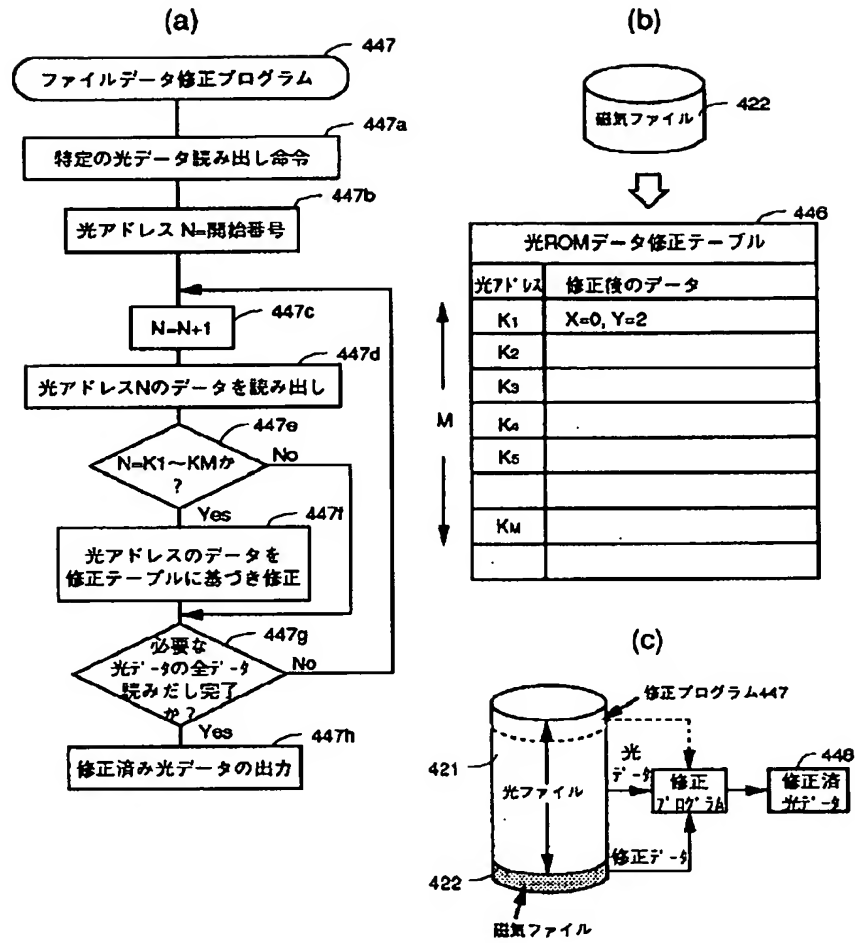 (a)
447
ファイルデータ修正プログラム
447a
特定の光データ読み出し命令
447b
光アドレス N=開始番号
447c
N=N+1
447d
光アドレスNのデータを読み出し
447e
N=K1～KMか
?
No
Yes
447f
光アドレスのデータを
修正テーブルに基づき修正
447g
必要な
光データの全データ
読みだし完了
か?
No
Yes
447h
修正済み光データの出力
(b)
磁気ファイル
422
446
光ROMデータ修正テーブル
光アドレス 修正後のデータ
K1 X=0, Y=2
K2
K3
K4
K5
KM
M
(c)
修正プログラム447
421
光ファイル
光
データ
修正
プログラム
448
修正済
光データ
修正データ
422
磁気ファイル